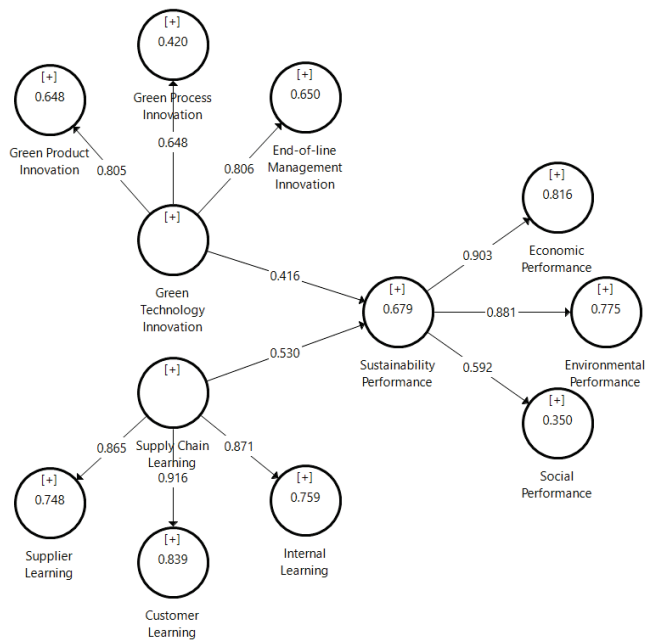 [+]
0.420
Green Process
Innovation
[+]
0.648
Green Product
Innovation
[+]
0.650
End-of-line
Management
Innovation
0.805
0.648
0.806
[+]
Green
Technology
Innovation
0.416
[+]
0.816
Economic
Performance
0.903
[+]
0.679
Sustainability
Performance
0.881
[+]
0.775
Environmental
Performance
0.530
0.592
[+]
0.350
Social
Performance
[+]
Supply Chain
Learning
0.865
0.916
0.871
[+]
0.748
Supplier
Learning
[+]
0.839
Customer
Learning
[+]
0.759
Internal
Learning